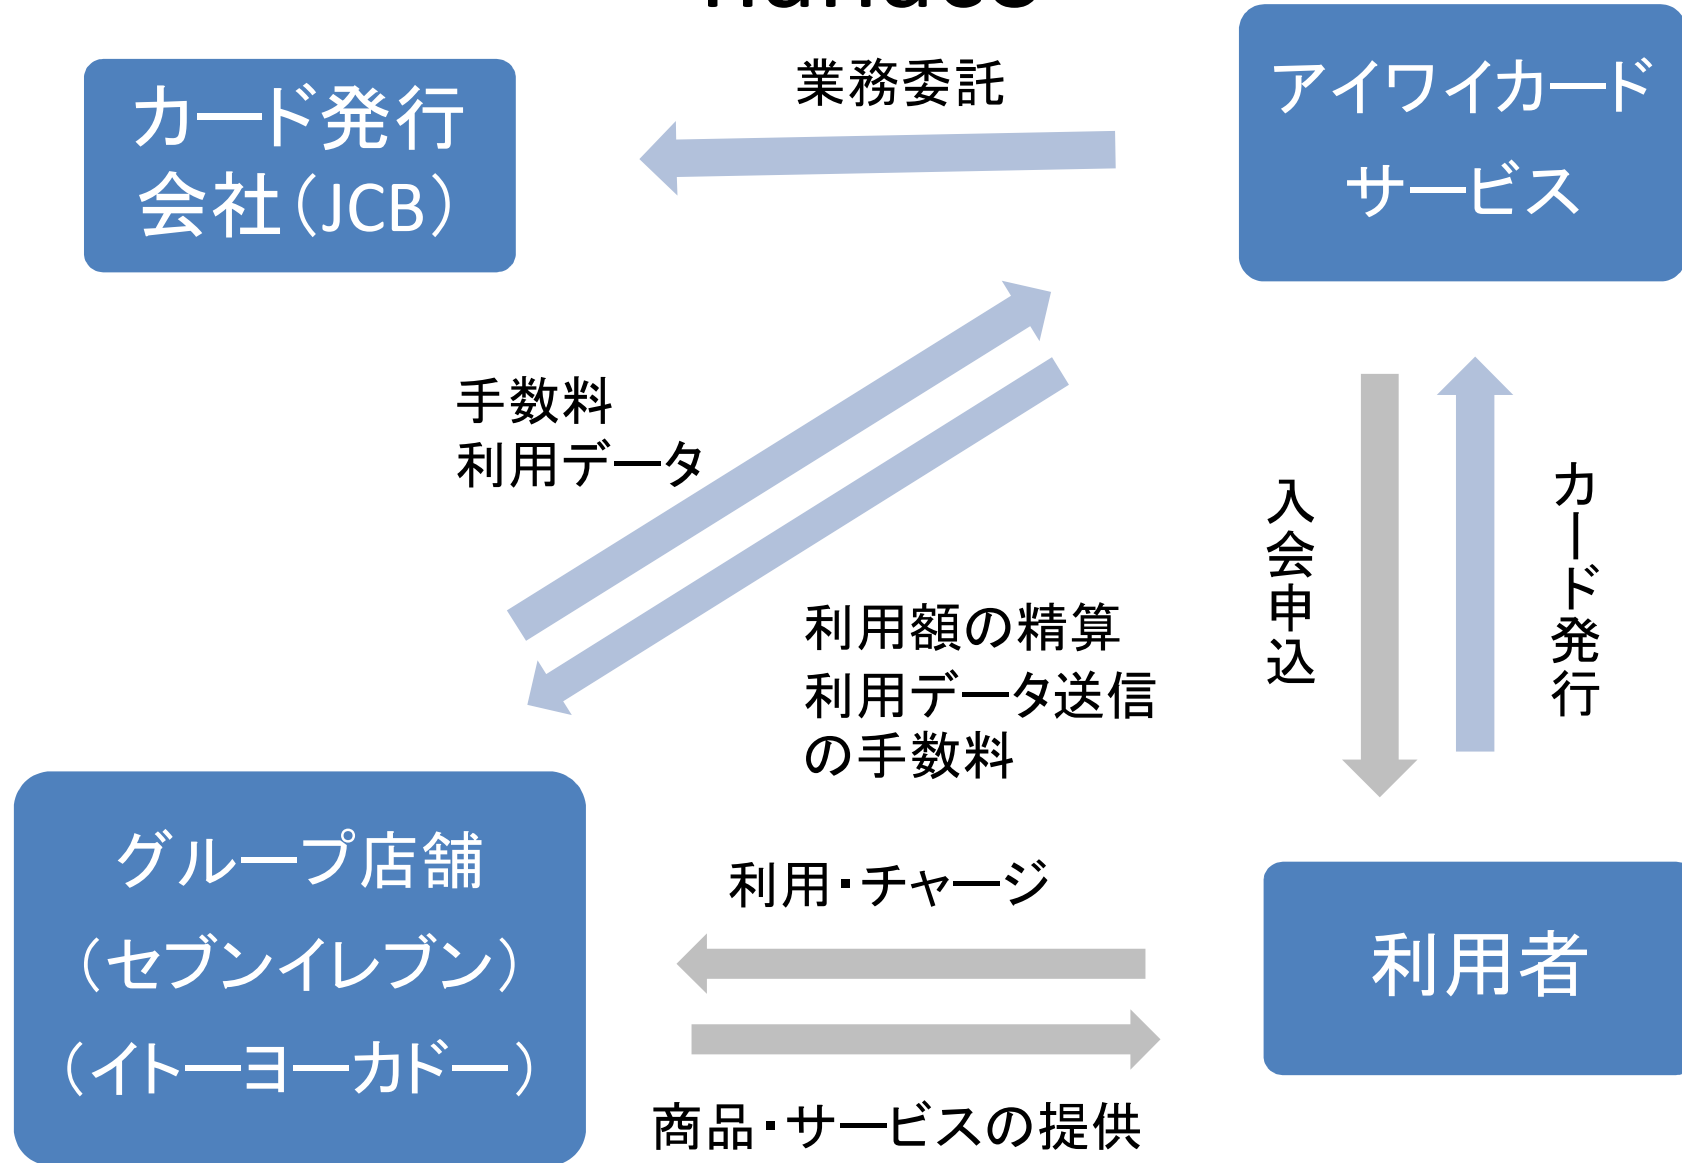 業務委託
カード発行
会社（JCB）
アイワイカード
サービス
手数料
利用データ
利用額の精算
利用データ送信
の手数料
入会申込
カード発行
グループ店舗
（セブンイレブン）
（イトーヨーカドー）
利用・チャージ
利用者
商品・サービスの提供